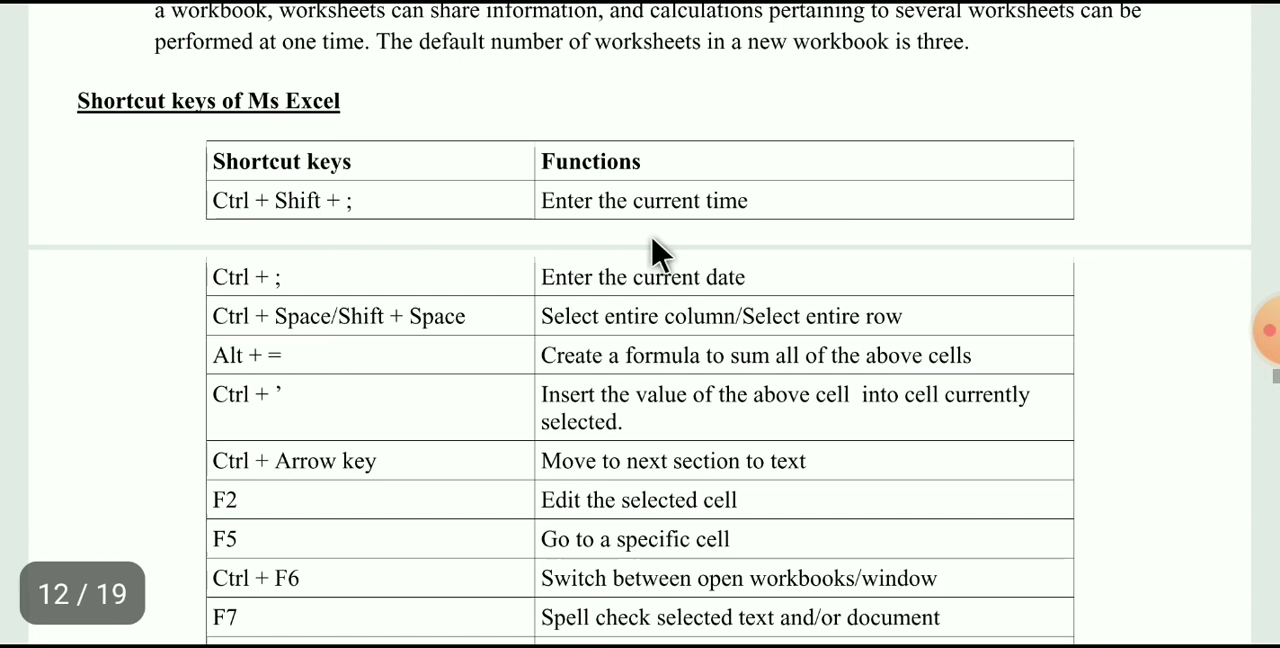 a workbook, worksheets can share information, and calculations pertaining to several worksheets can be
performed at one time. The default number of worksheets in a new workbook is three.
Shortcut keys of Ms Excel
Shortcut keys Functions
Ctrl + Shift + ; Enter the current time
Ctrl + ; Enter the current date
Ctrl + Space/Shift + Space Select entire column/Select entire row
Alt + = Create a formula to sum all of the above cells
Ctrl + ’ Insert the value of the above cell into cell currently
selected.
Ctrl + Arrow key Move to next section to text
F2 Edit the selected cell
F5 Go to a specific cell
Ctrl + F6 Switch between open workbooks/window
F7 Spell check selected text and/or document
12 / 19